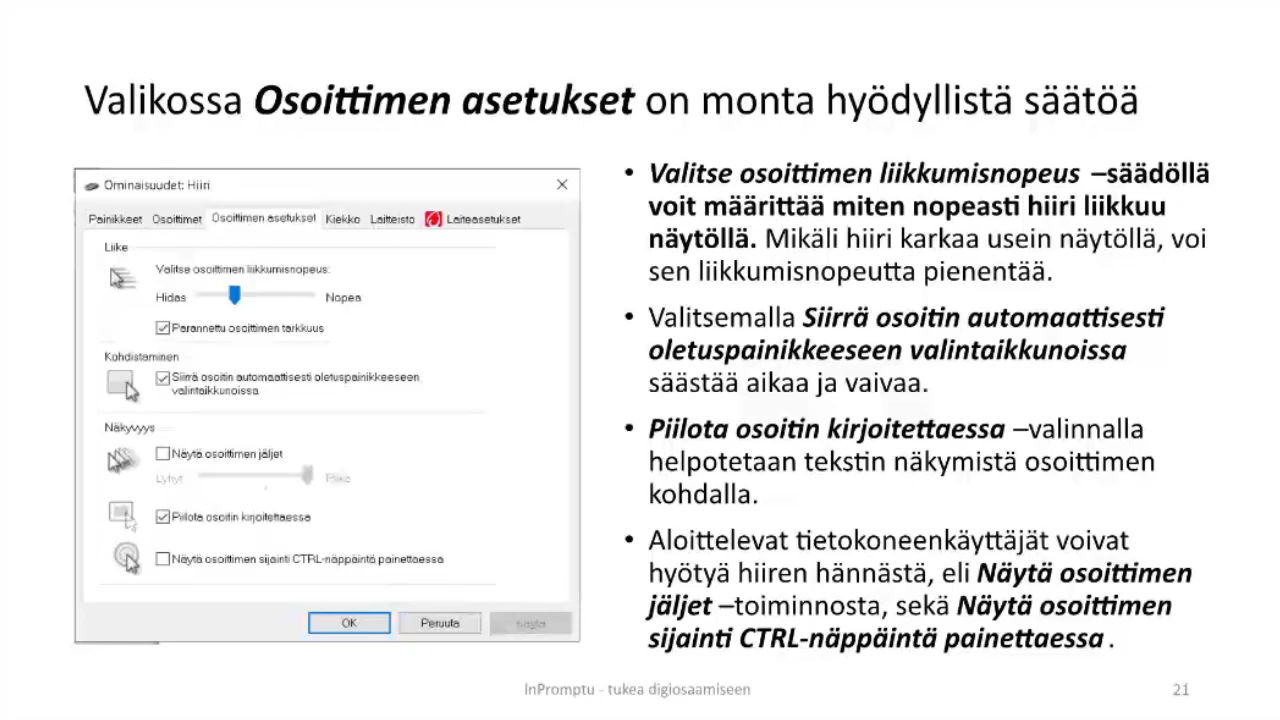 Valikossa Osoittimen asetukset on monta hyödyllistä säätöä
Ominaisuudet: Hiiri
Painikkeet Osoittimet Osoittimen asetukset Kiekko Laitteisto Laiteasetukset
Liike
Valitse osoittimen liikkumisnopeus:
Hidas Nopea
Parannettu osoittimen tarkkuus
Kohdistaminen
Siirrä osoitin automaattisesti oletuspainikkeeseen
valintaikkunoissa
Näkyvyys
Näytä osoittimen jäljet
Lyhyt Pitkä
Piilota osoitin kirjoitettaessa
Näytä osoittimen sijainti CTRL-näppäintä painettaessa
OK Peruuta Käytä
• Valitse osoittimen liikkumisnopeus –säädöllä
voit määrittää miten nopeasti hiiri liikkuu
näytöllä. Mikäli hiiri karkaa usein näytöllä, voi
sen liikkumisnopeutta pienentää.
• Valitsemalla Siirrä osoitin automaattisesti
oletuspainikkeeseen valintaikkunoissa
säästää aikaa ja vaivaa.
• Piilota osoitin kirjoitettaessa –valinnalla
helpotetaan tekstin näkymistä osoittimen
kohdalla.
• Aloittelevat tietokoneenkäyttäjät voivat
hyötyä hiiren hännästä, eli Näytä osoittimen
jäljet –toiminnosta, sekä Näytä osoittimen
sijainti CTRL-näppäintä painettaessa .
InPromptu - tukea digiosaamiseen
21